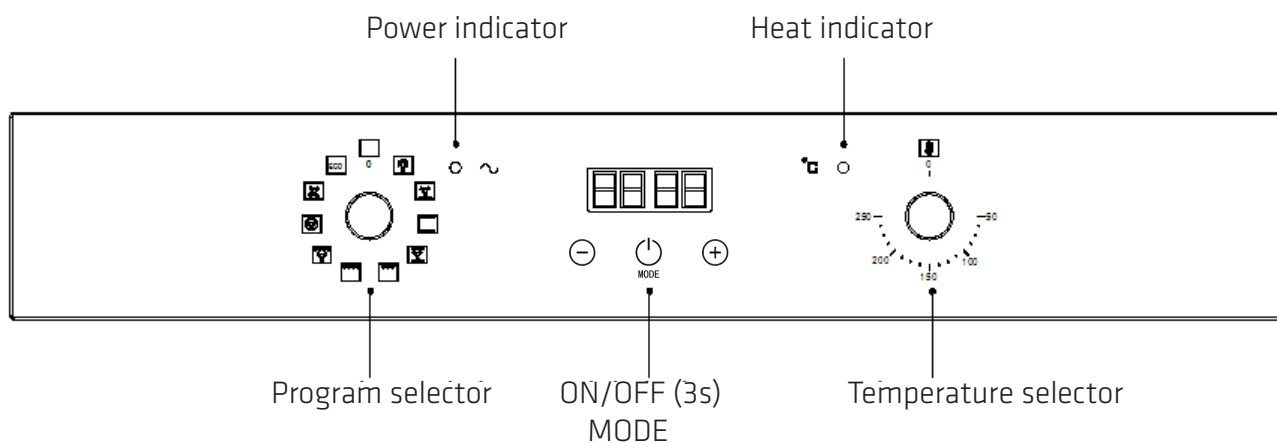 Power indicator
Heat indicator
ECO
0
°C
0
MODE
250
50
200
100
150
Program selector
ON/OFF (3s)
MODE
Temperature selector